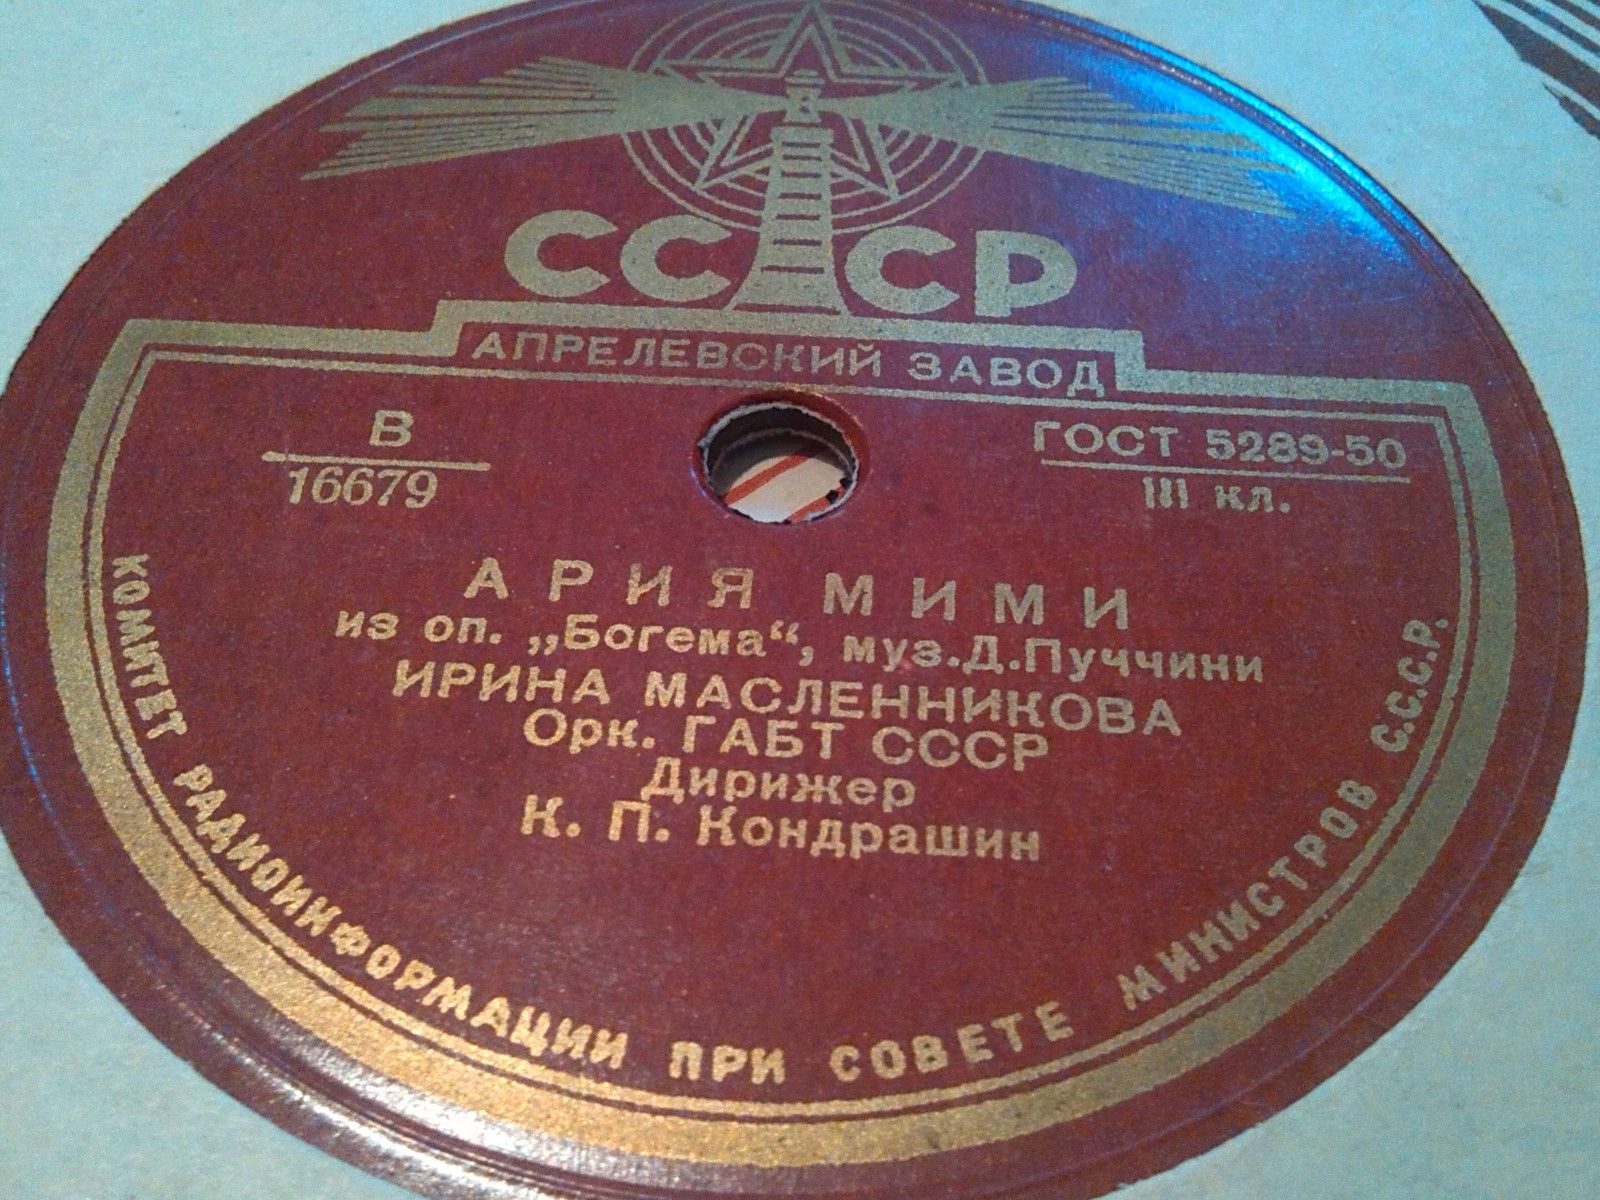 СССР
АПРЕЛЕВСКИЙ ЗАВОД
В
16679
ГОСТ 5289-50
III кл.
АРИЯ МИМИ
из оп. „Богема“, муз.Д.Пуччини
ИРИНА МАСЛЕННИКОВА
Орк. ГАБТ СССР
Дирижер
К. П. Кондрашин
КОМИТЕТ РАДИОИНФОРМАЦИИ ПРИ СОВЕТЕ МИНИСТРОВ С.С.С.Р.